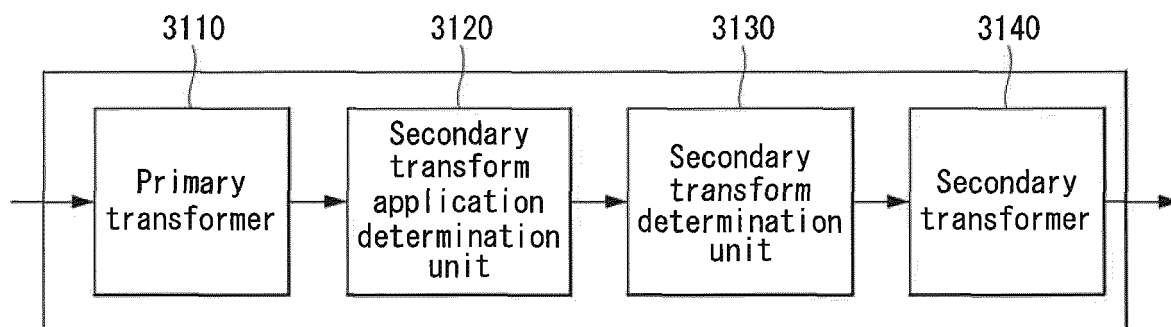 3110
3120
3130
3140
Primary
transformer
Secondary
transform
application
determination
unit
Secondary
transform
determination
unit
Secondary
transformer